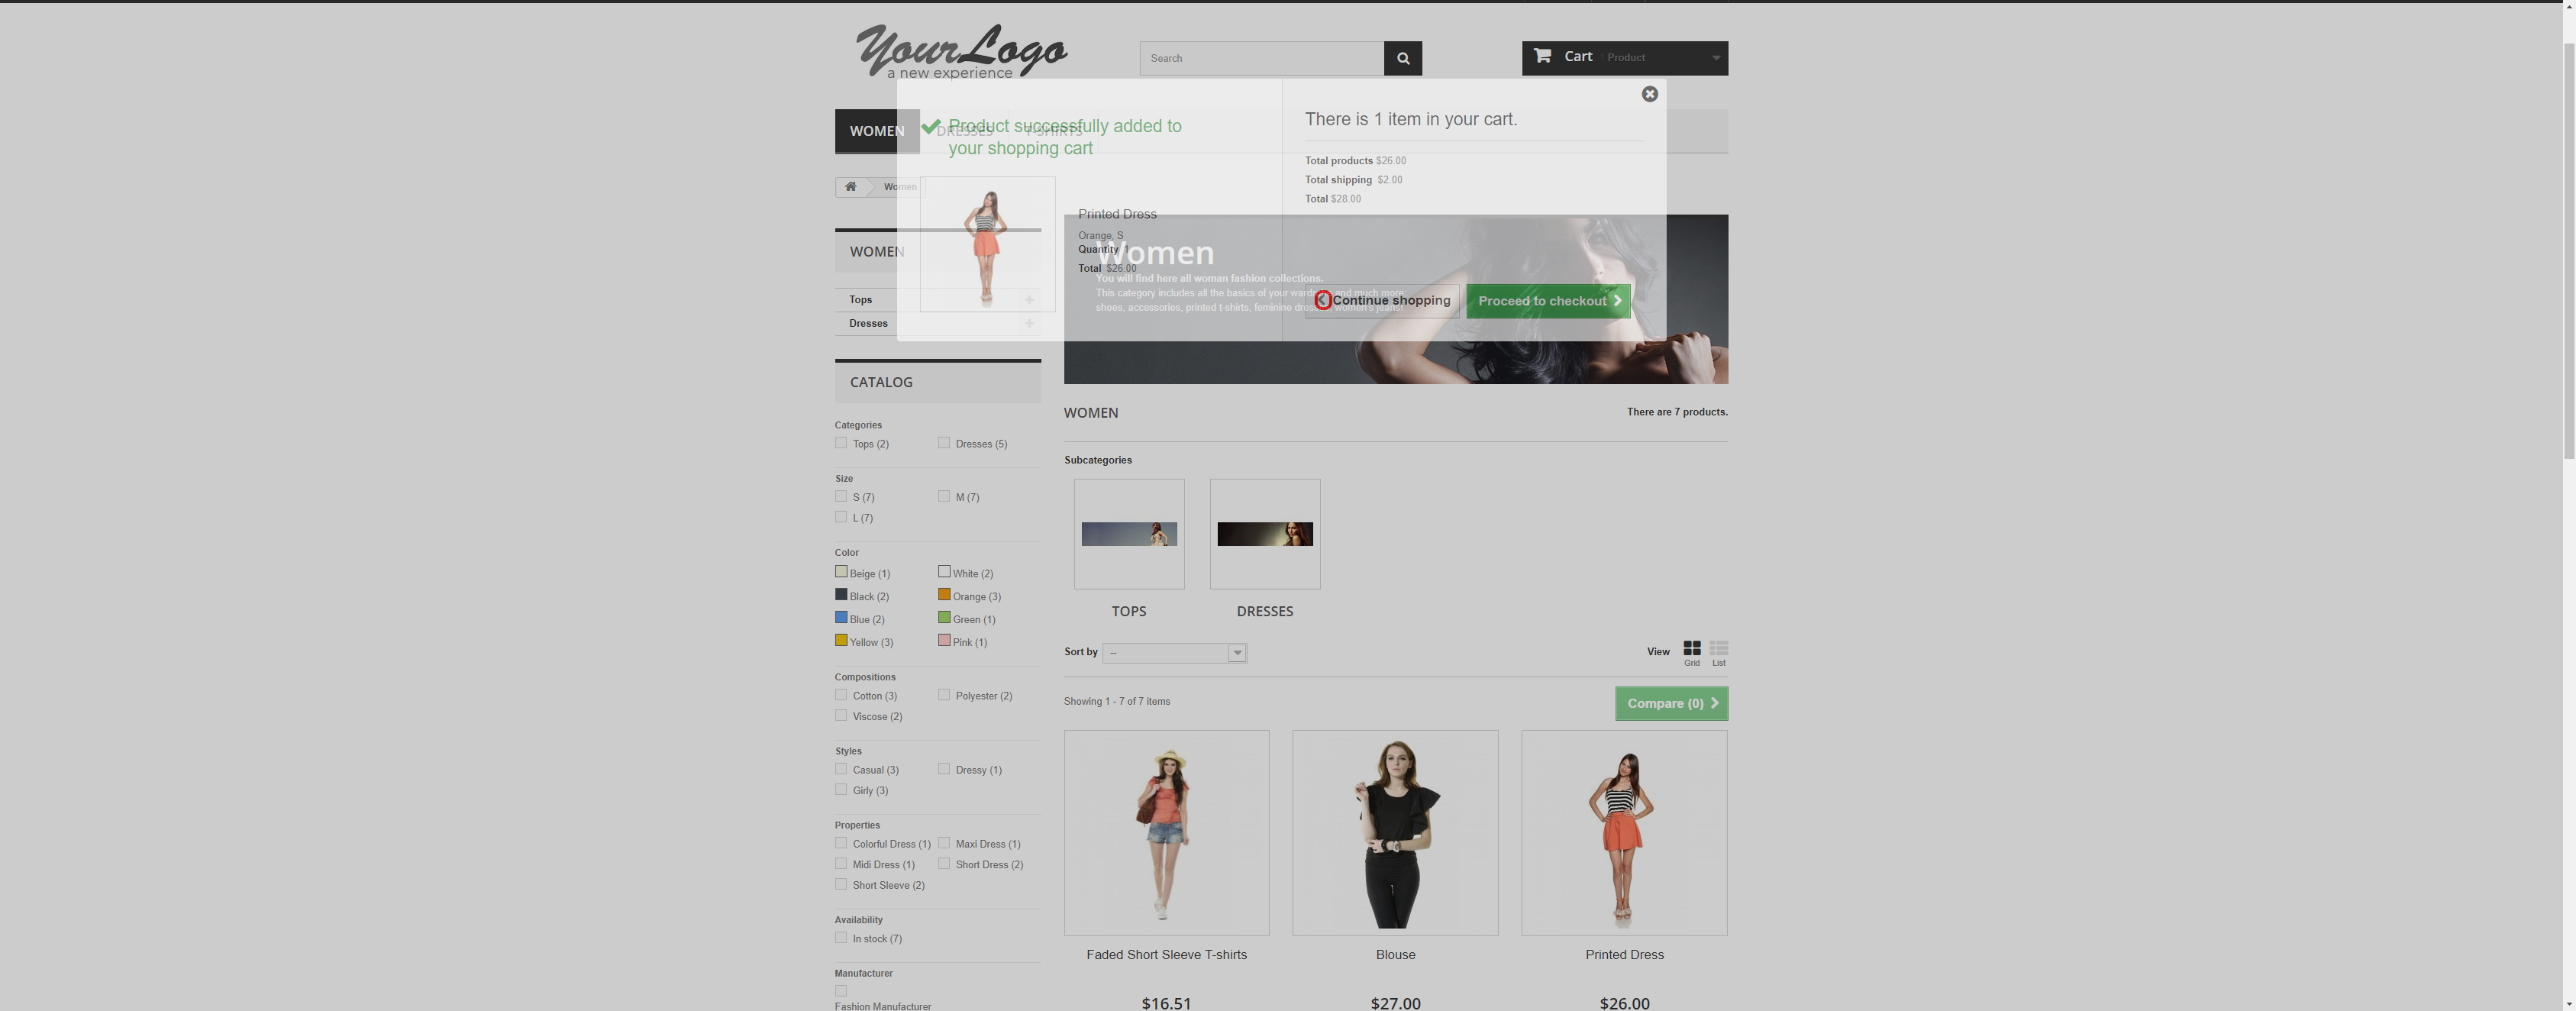 YourLogo
a new experience
Search
Cart 1 Product
Product successfully added to
your shopping cart
There is 1 item in your cart.
WOMEN
DRESSES
T-SHIRTS
Total products $26.00
Total shipping $2.00
Total $28.00
Women
Printed Dress
Orange, S
Quantity 1
Total $26.00
Continue shopping
Proceed to checkout
Women
You will find here all woman fashion collections.
This category includes all the basics of your wardrobe and much more:
shoes, accessories, printed t-shirts, feminine dresses, women's jeans!
WOMEN
Tops
Dresses
CATALOG
Categories
Tops (2)
Dresses (5)
Size
S (7)
M (7)
L (7)
Color
Beige (1)
White (2)
Black (2)
Orange (3)
Blue (2)
Green (1)
Yellow (3)
Pink (1)
Compositions
Cotton (3)
Polyester (2)
Viscose (2)
Styles
Casual (3)
Dressy (1)
Girly (3)
Properties
Colorful Dress (1)
Maxi Dress (1)
Midi Dress (1)
Short Dress (2)
Short Sleeve (2)
Availability
In stock (7)
Manufacturer
Fashion Manufacturer
WOMEN
There are 7 products.
Subcategories
TOPS
DRESSES
Sort by --
View
Grid
List
Showing 1 - 7 of 7 items
Compare (0)
Faded Short Sleeve T-shirts
Blouse
Printed Dress
$16.51
$27.00
$26.00